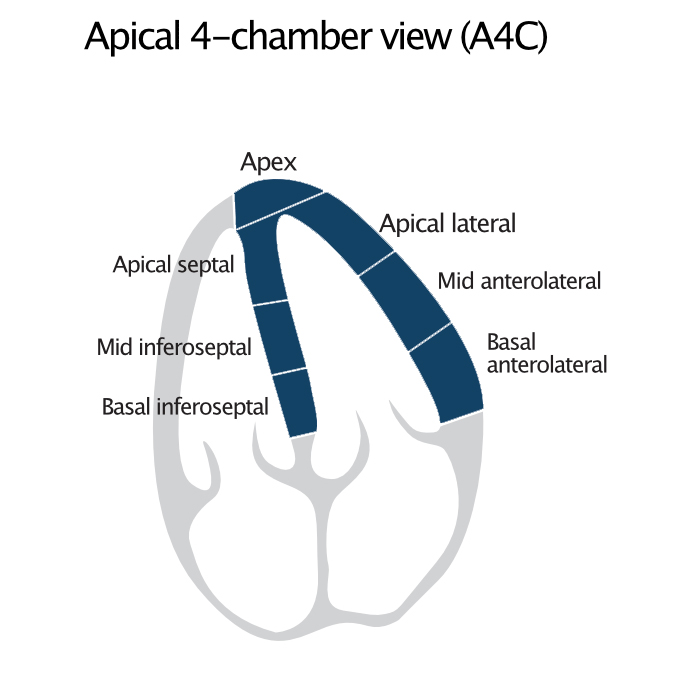 Apical 4–chamber view (A4C)
Apex
Apical lateral
Apical septal
Mid anterolateral
Mid inferoseptal
Basal
anterolateral
Basal inferoseptal